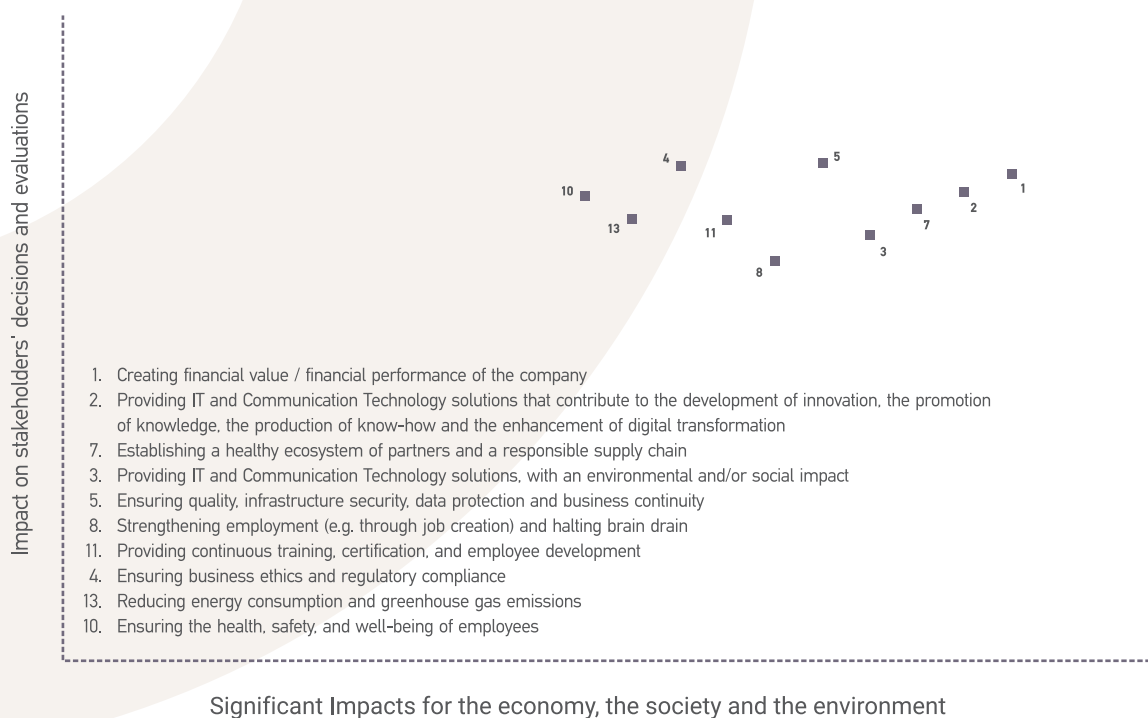 Impact on stakeholders' decisions and evaluations
4
5
10
1
2
13
11
7
3
8
1. Creating financial value / financial performance of the company
2. Providing IT and Communication Technology solutions that contribute to the development of innovation, the promotion
of knowledge, the production of know-how and the enhancement of digital transformation
7. Establishing a healthy ecosystem of partners and a responsible supply chain
3. Providing IT and Communication Technology solutions, with an environmental and/or social impact
5. Ensuring quality, infrastructure security, data protection and business continuity
8. Strengthening employment (e.g. through job creation) and halting brain drain
11. Providing continuous training, certification, and employee development
4. Ensuring business ethics and regulatory compliance
13. Reducing energy consumption and greenhouse gas emissions
10. Ensuring the health, safety, and well-being of employees
Significant Impacts for the economy, the society and the environment